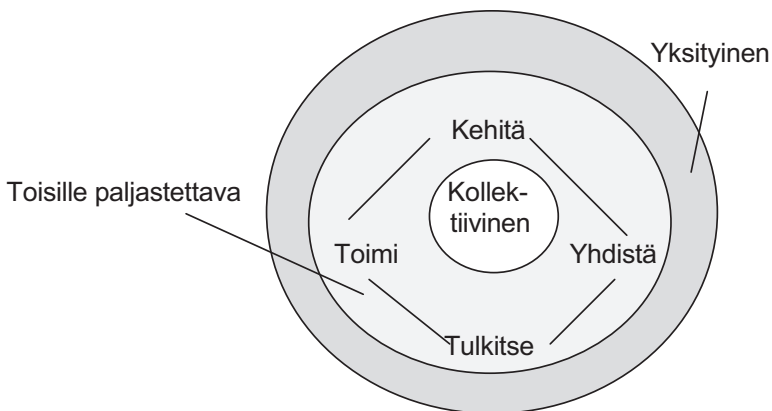 Yksityinen
Kehitä
Toisille paljastettava
Kollek-
tiivinen
Toimi
Yhdistä
Tulkitse